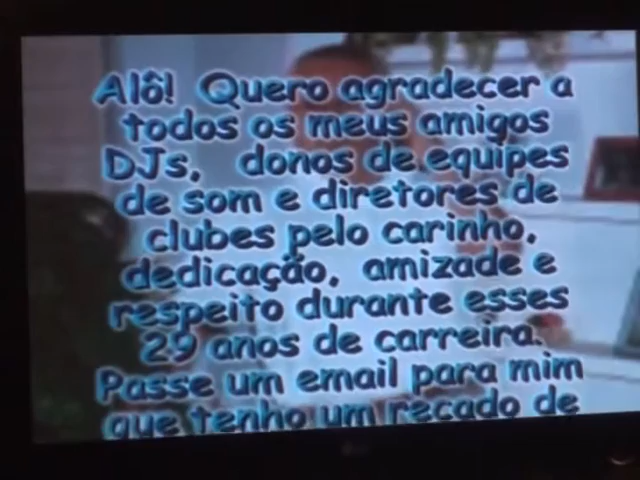 Alô! Quero agradecer a
todos os meus amigos
DJs, donos de equipes
de som e diretores de
clubes pelo carinho,
dedicação, amizade e
respeito durante esses
29 anos de carreira.
Passe um email para mim
que tenho um recado de